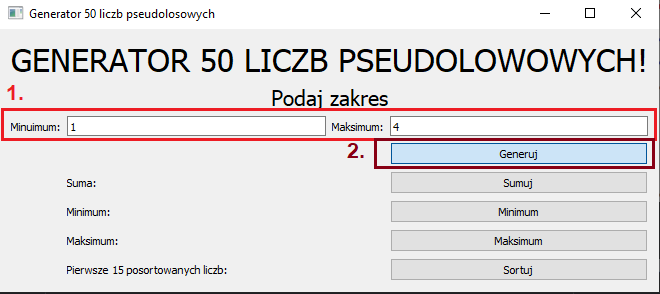 Generator 50 liczb pseudolosowych
GENERATOR 50 LICZB PSEUDOLOWOWYCH!
1.
Podaj zakres
Minuimum: 1 Maksimum: 4
2. Generuj
Suma: Sumuj
Minimum: Minimum
Maksimum: Maksimum
Pierwsze 15 posortowanych liczb: Sortuj